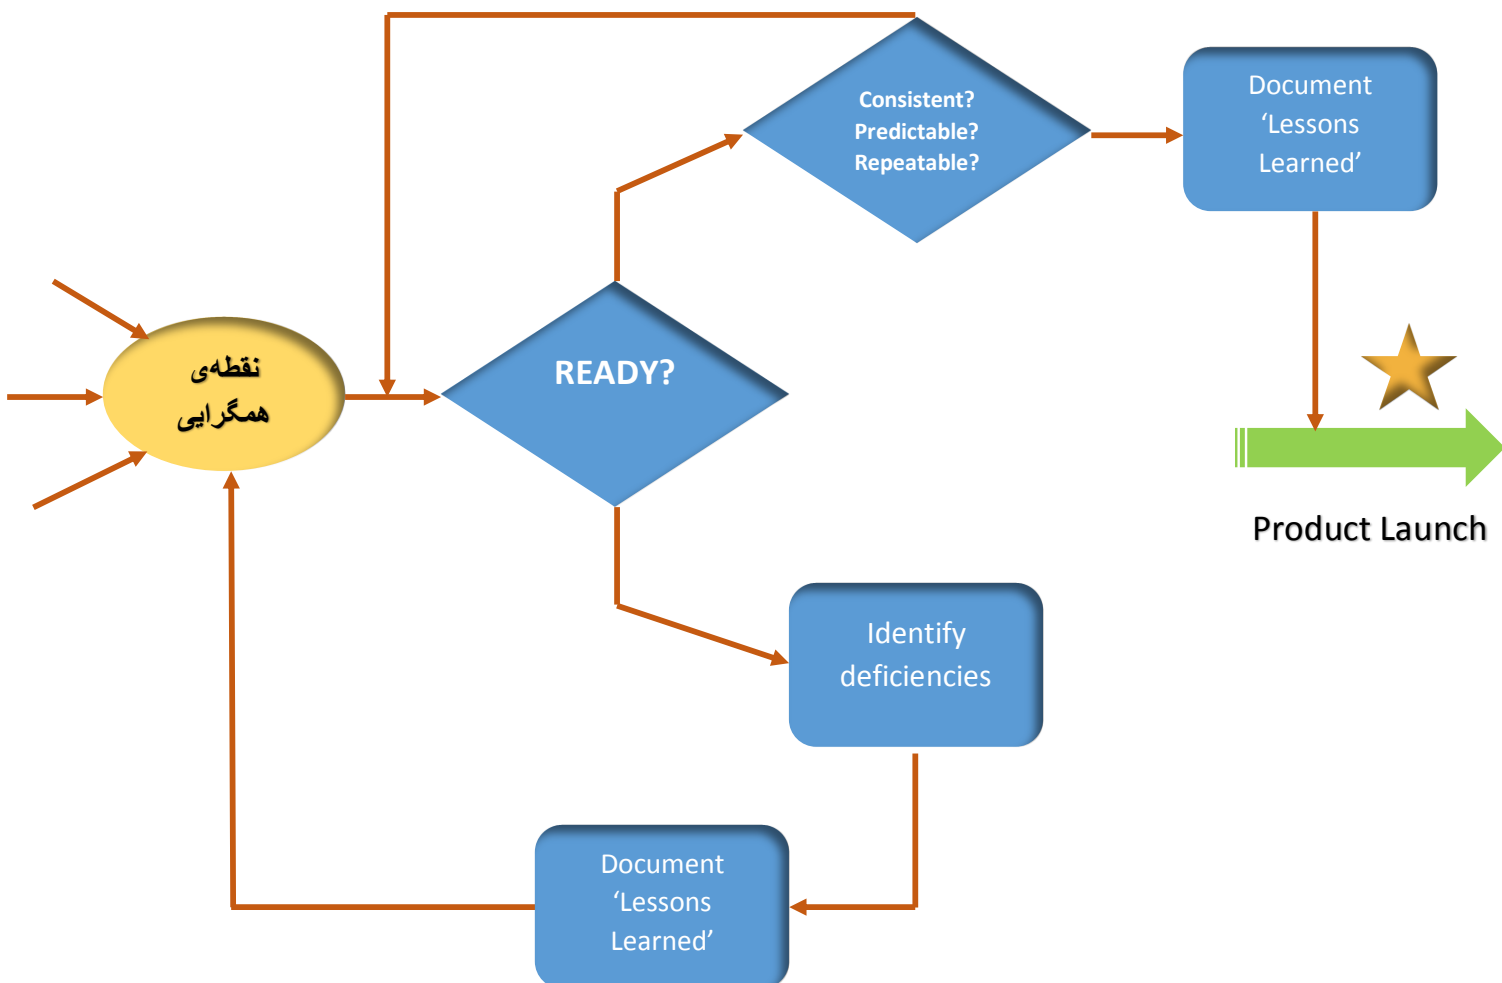 Consistent?
Predictable?
Repeatable?
Document
‘Lessons
Learned’
نقطه‌ی
همگرایی
READY?
Product Launch
Identify
deficiencies
Document
‘Lessons
Learned’